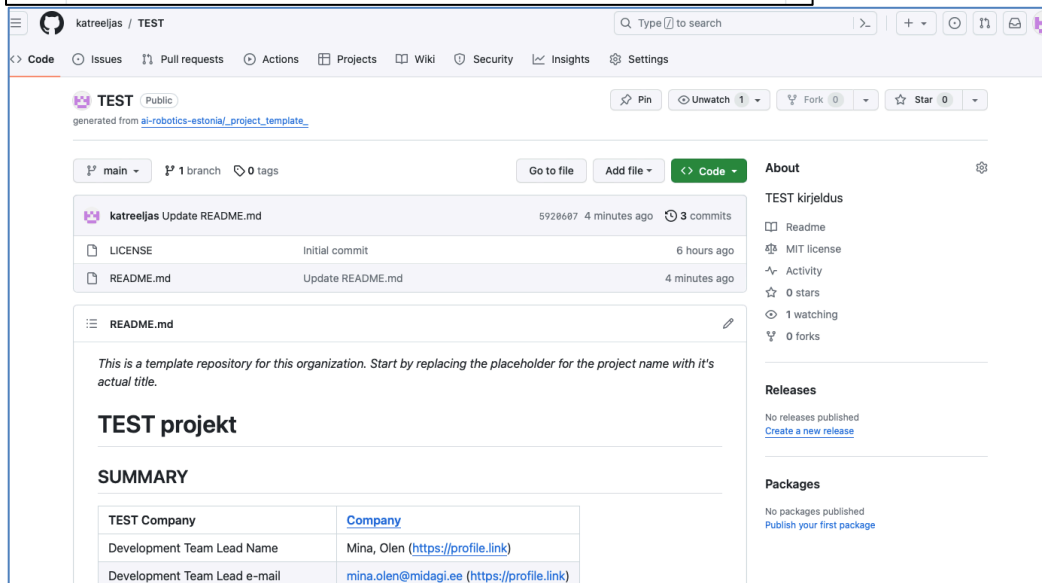 katreeljas / TEST
Type / to search
Code Issues Pull requests Actions Projects Wiki Security Insights Settings
TEST Public
Pin Unwatch 1 Fork 0 Star 0
generated from ai-robotics-estonia/_project_template_
main 1 branch 0 tags
Go to file Add file Code
katreeljas Update README.md 5920607 4 minutes ago 3 commits
LICENSE Initial commit 6 hours ago
README.md Update README.md 4 minutes ago
README.md
This is a template repository for this organization. Start by replacing the placeholder for the project name with it's
actual title.
TEST projekt
SUMMARY
TEST Company Company
Development Team Lead Name Mina, Olen (https://profile.link)
Development Team Lead e-mail mina.olen@midagi.ee (https://profile.link)
About
TEST kirjeldus
Readme
MIT license
Activity
0 stars
1 watching
0 forks
Releases
No releases published
Create a new release
Packages
No packages published
Publish your first package